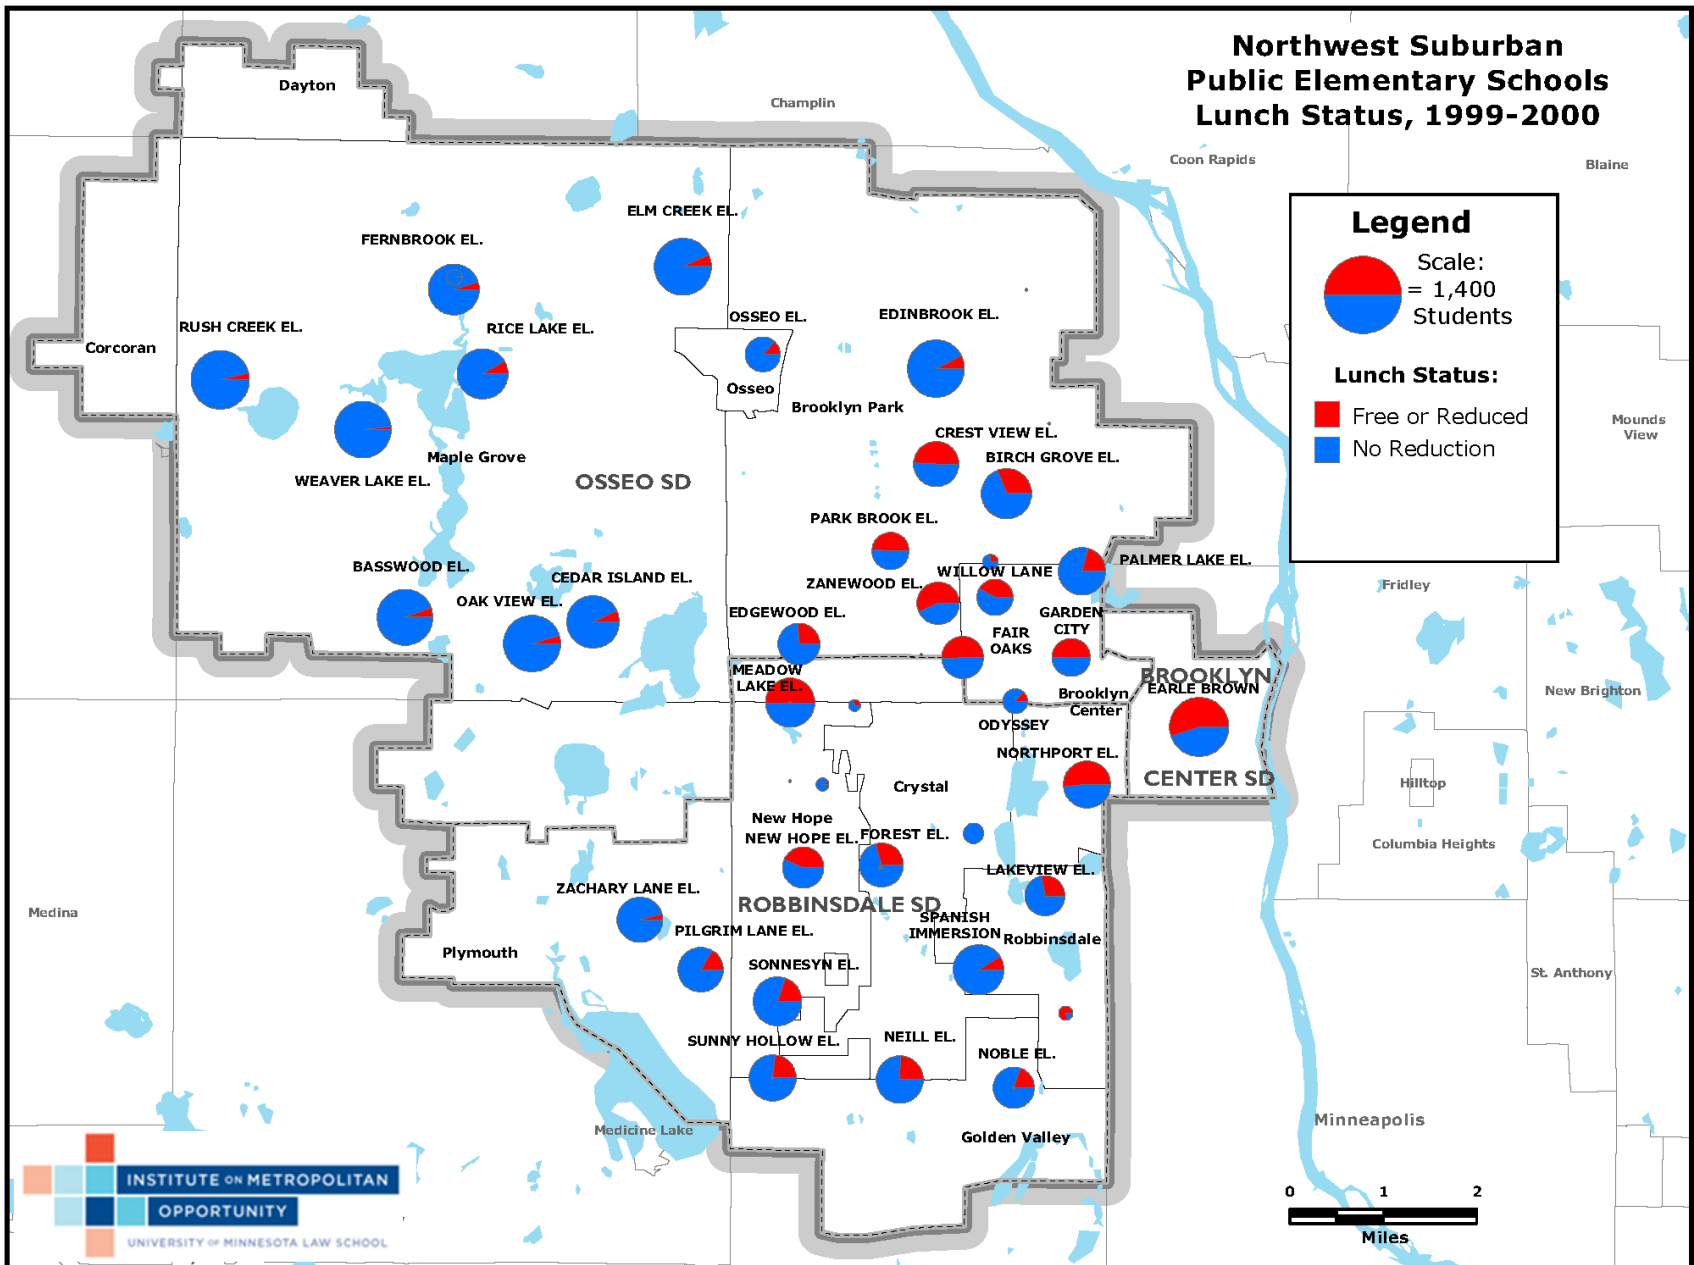 Northwest Suburban
Public Elementary Schools
Lunch Status, 1999-2000
Dayton
Champlin
Coon Rapids
Blaine
Legend
Scale:
= 1,400
Students
Lunch Status:
Free or Reduced
No Reduction
ELM CREEK EL.
FERNBROOK EL.
RUSH CREEK EL.
RICE LAKE EL.
OSSEO EL.
EDINBROOK EL.
Corcoran
Osseo
Brooklyn Park
Mounds
View
CREST VIEW EL.
BIRCH GROVE EL.
Maple Grove
WEAVER LAKE EL.
OSSEO SD
PARK BROOK EL.
PALMER LAKE EL.
BASSWOOD EL.
CEDAR ISLAND EL.
ZANEWOOD EL.
WILLOW LANE
Fridley
OAK VIEW EL.
EDGEWOOD EL.
GARDEN
CITY
FAIR
OAKS
MEADOW
LAKE EL.
BROOKLYN
EARLE BROWN
New Brighton
Brooklyn
Center
ODYSSEY
NORTHPORT EL.
CENTER SD
Hilltop
Crystal
New Hope
NEW HOPE EL.
FOREST EL.
Columbia Heights
LAKEVIEW EL.
ZACHARY LANE EL.
ROBBINSDALE SD
Medina
SPANISH
IMMERSION
PILGRIM LANE EL.
Robbinsdale
Plymouth
SONNESYN EL.
St. Anthony
SUNNY HOLLOW EL.
NEILL EL.
NOBLE EL.
Medicine Lake
Golden Valley
Minneapolis
INSTITUTE ON METROPOLITAN
OPPORTUNITY
UNIVERSITY OF MINNESOTA LAW SCHOOL
0 1 2
Miles